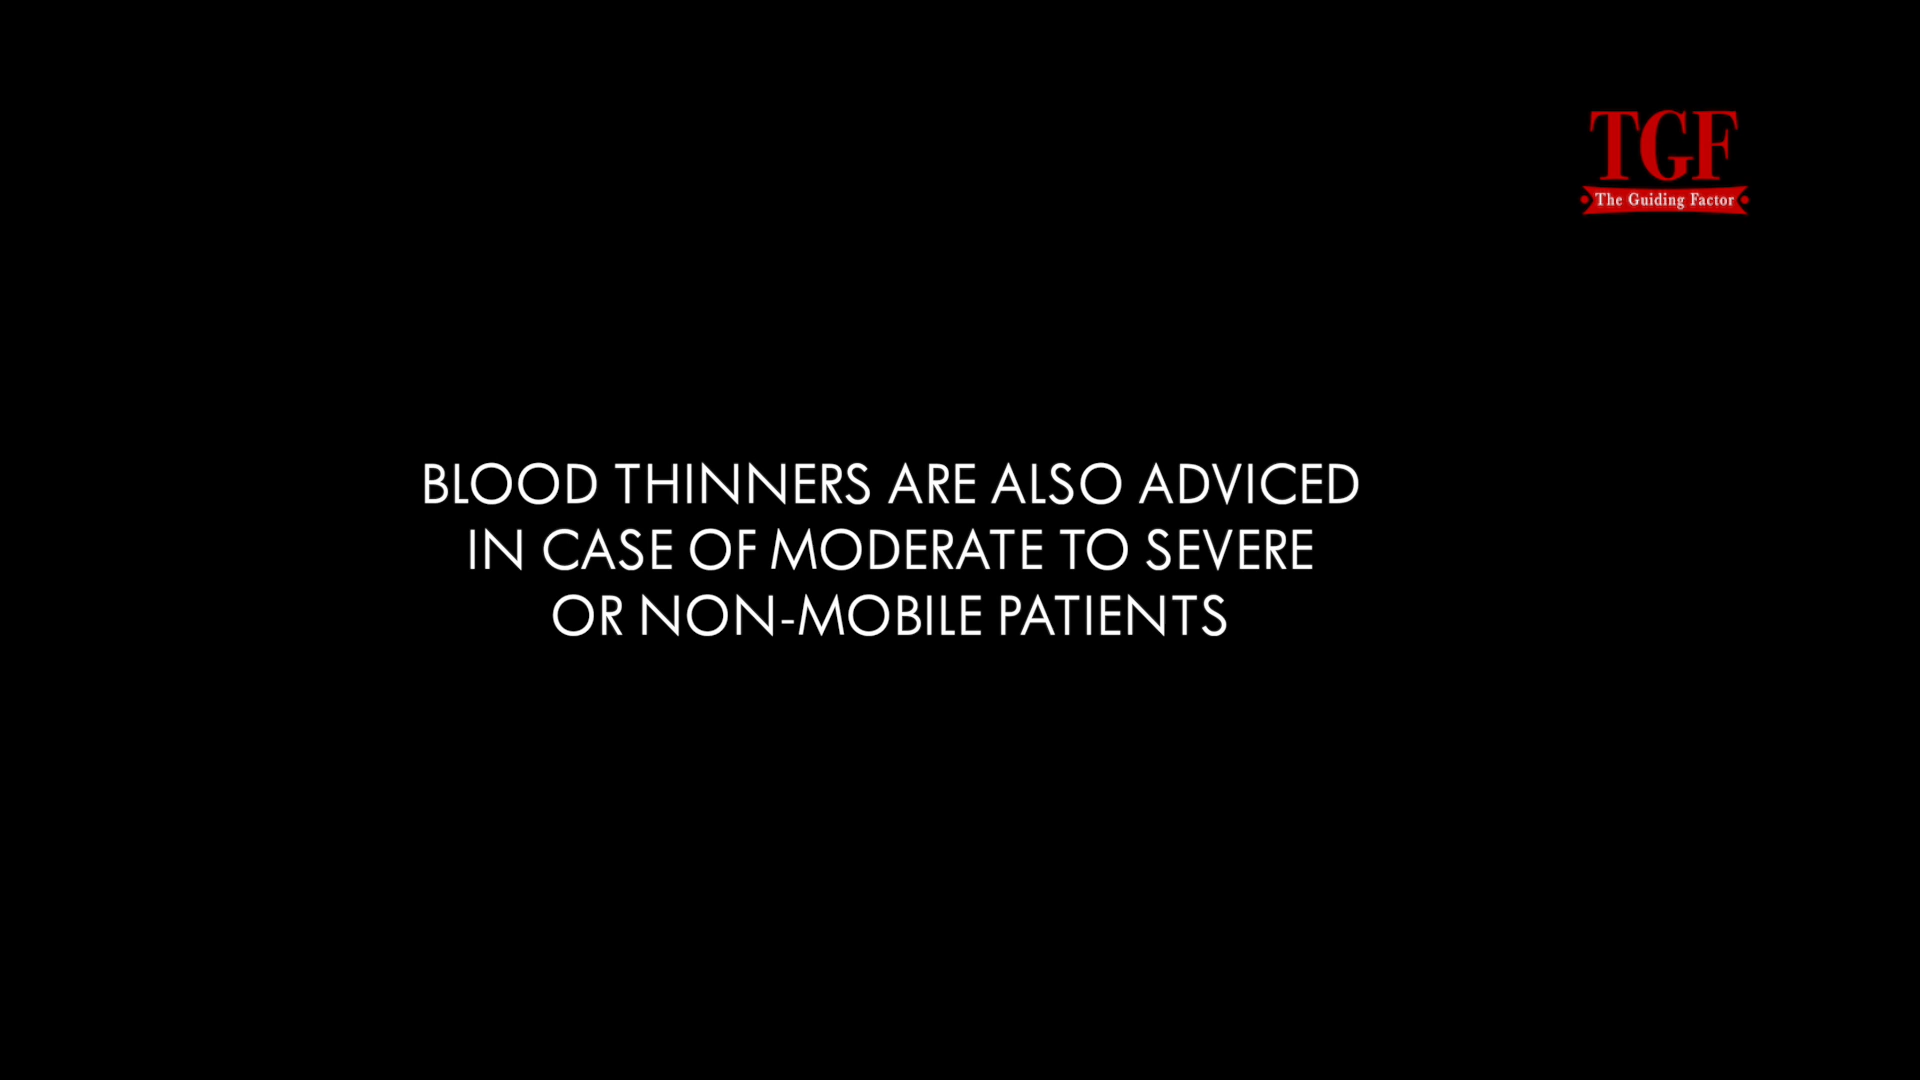 TGF
The Guiding Factor
BLOOD THINNERS ARE ALSO ADVICED
IN CASE OF MODERATE TO SEVERE
OR NON-MOBILE PATIENTS